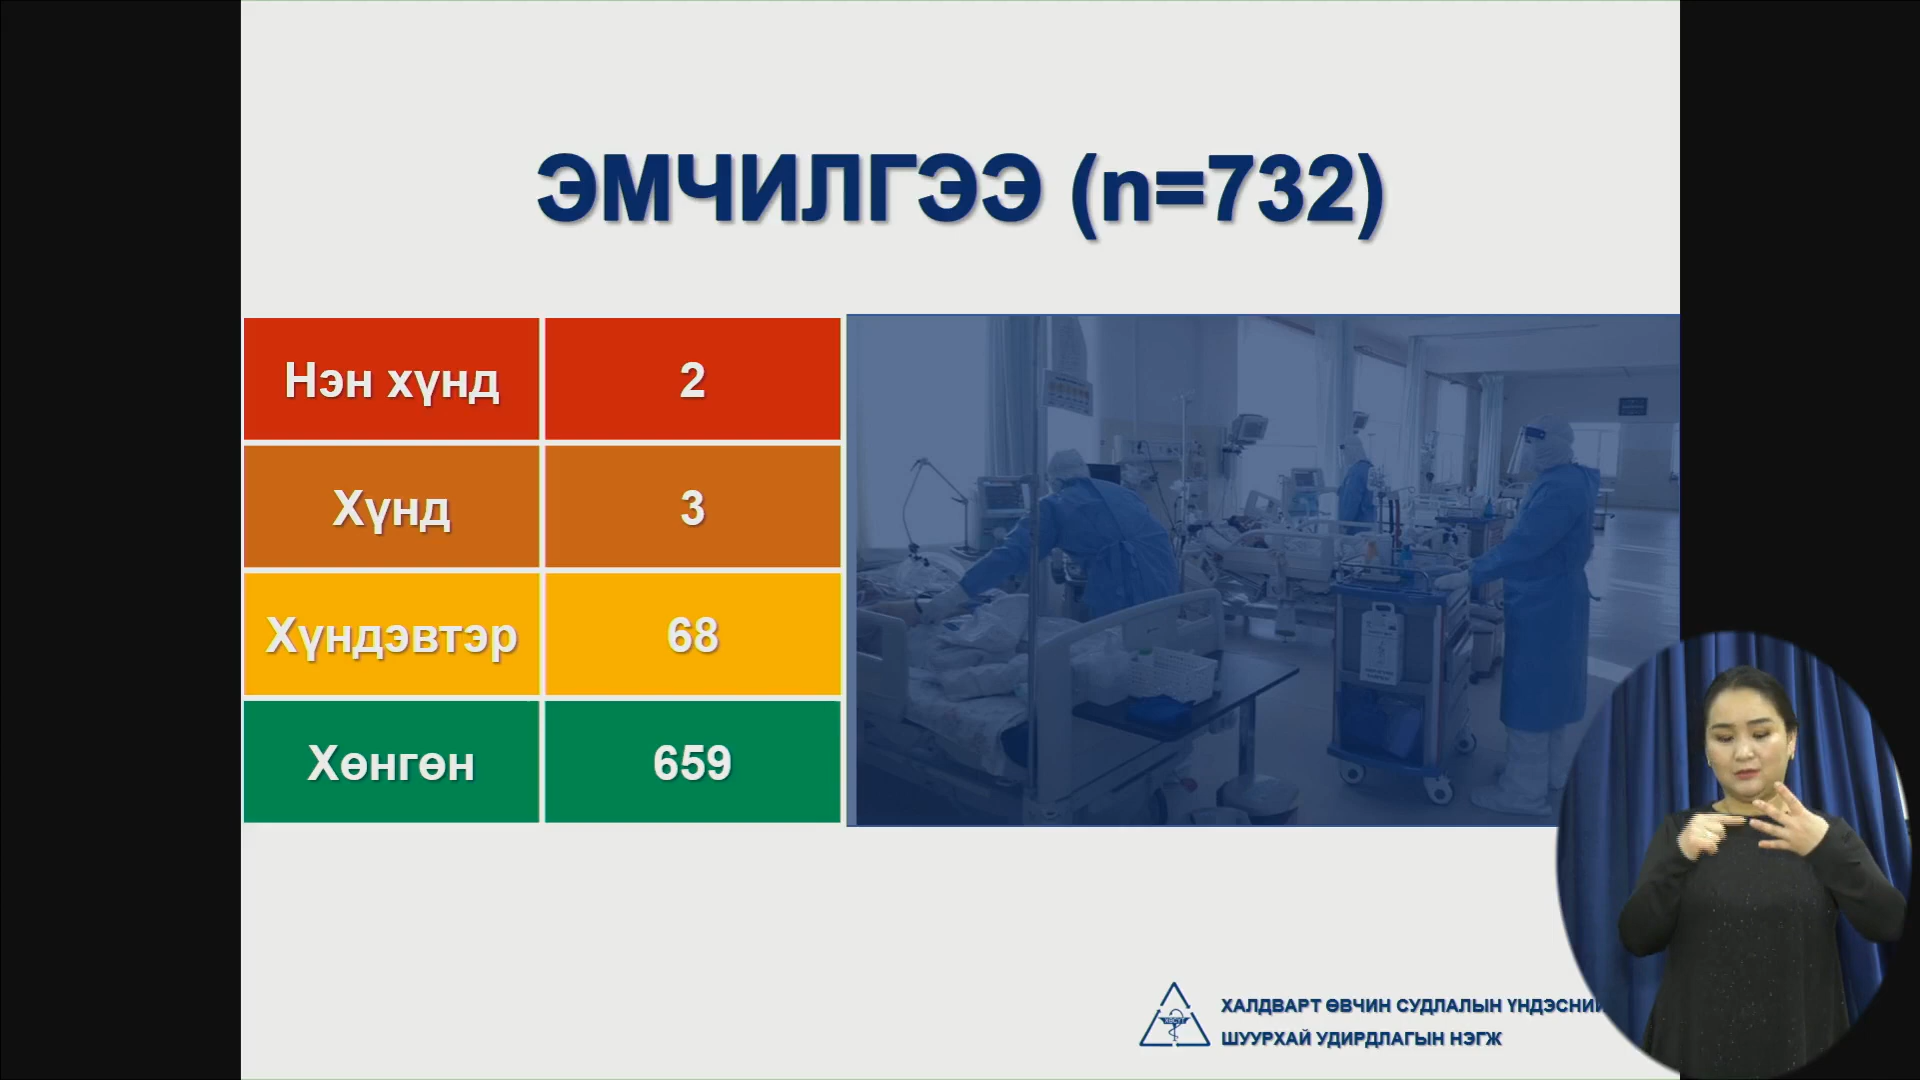 ЭМЧИЛГЭЭ (n=732)
Нэн хүнд 2
Хүнд 3
Хүндэвтэр 68
Хөнгөн 659
ХАЛДВАРТ ӨВЧИН СУДЛАЛЫН ҮНДЭСНИЙ
ШУУРХАЙ УДИРДЛАГЫН НЭГЖ